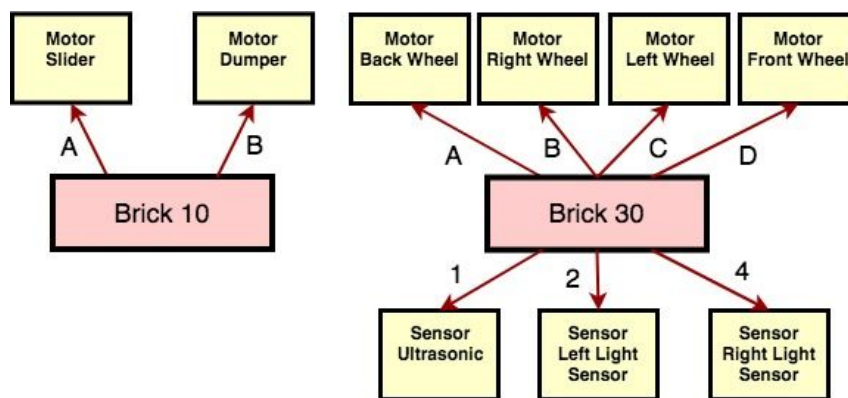 Motor
Slider
Motor
Dumper
Motor
Back Wheel
Motor
Right Wheel
Motor
Left Wheel
Motor
Front Wheel
A
B
A
B
C
D
Brick 10
Brick 30
1
2
4
Sensor
Ultrasonic
Sensor
Left Light
Sensor
Sensor
Right Light
Sensor